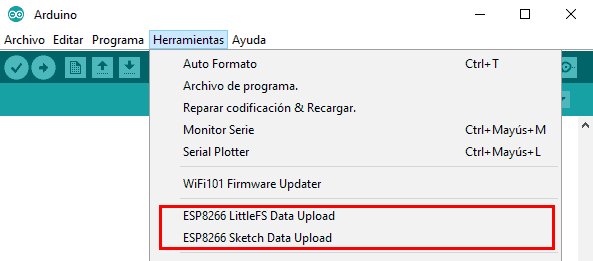 Arduino
Archivo Editar Programa Herramientas Ayuda
Auto Formato Ctrl+T
Archivo de programa.
Reparar codificación & Recargar.
Monitor Serie Ctrl+Mayús+M
Serial Plotter Ctrl+Mayús+L
WiFi101 Firmware Updater
ESP8266 LittleFS Data Upload
ESP8266 Sketch Data Upload